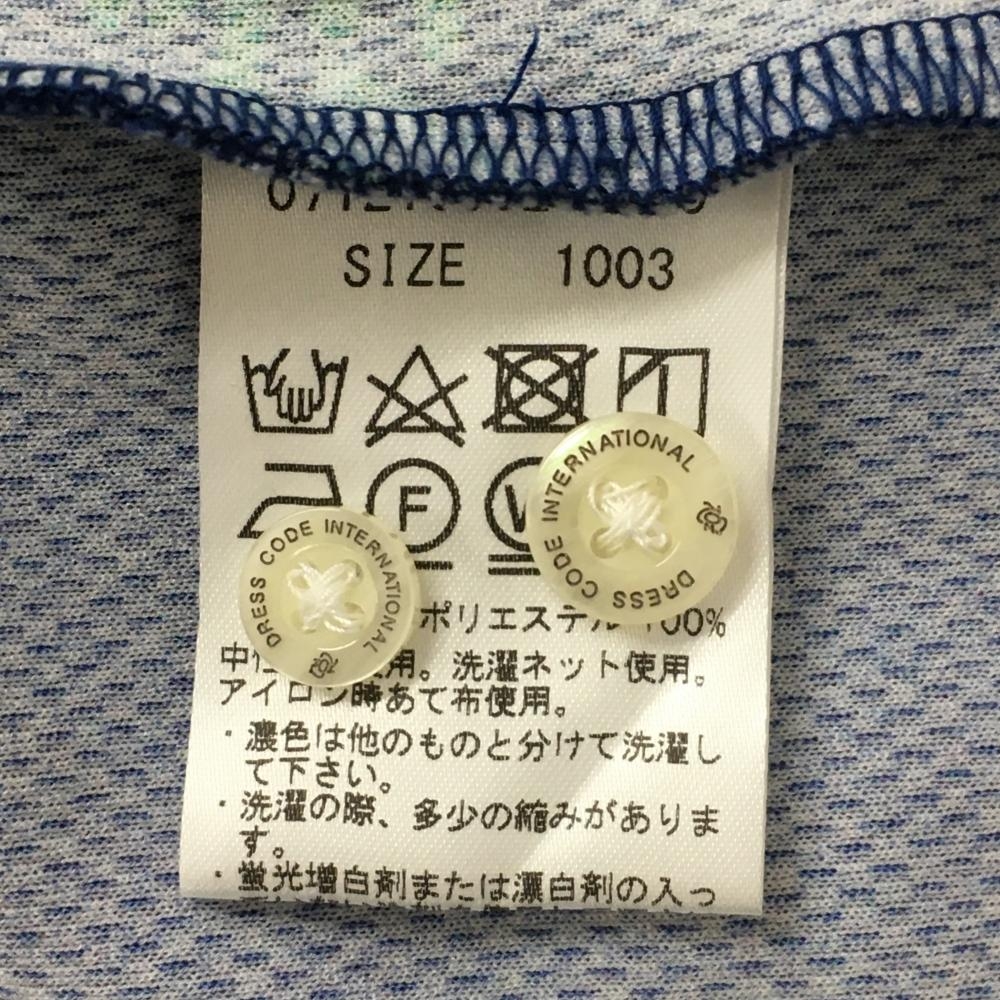 SIZE 1003
F
W
DRESS CODE INTERNATIONAL
DRESS CODE INTERNATIONAL
ポリエステル 100%
中 用。洗濯ネット使用。
アイロン時あて布使用。
・濃色は他のものと分けて洗濯し
て下さい。
・洗濯の際、多少の縮みがありま
す。
・蛍光増白剤または漂白剤の入っ